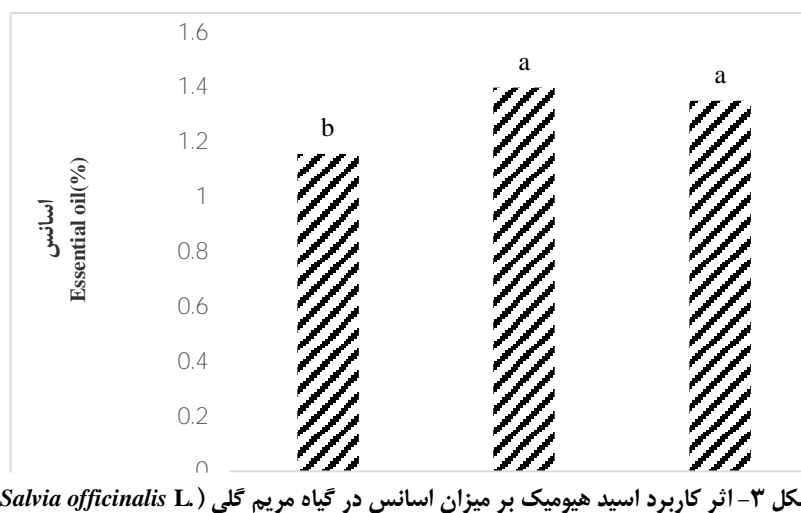 1.6
1.4
1.2
1
0.8
0.6
0.4
0.2
0
b
a
a
اسانس
Essential oil(%)
کل ۳- اثر کاربرد اسید هیومیک بر میزان اسانس در گیاه مریم گلی (Salvia officinalis L.